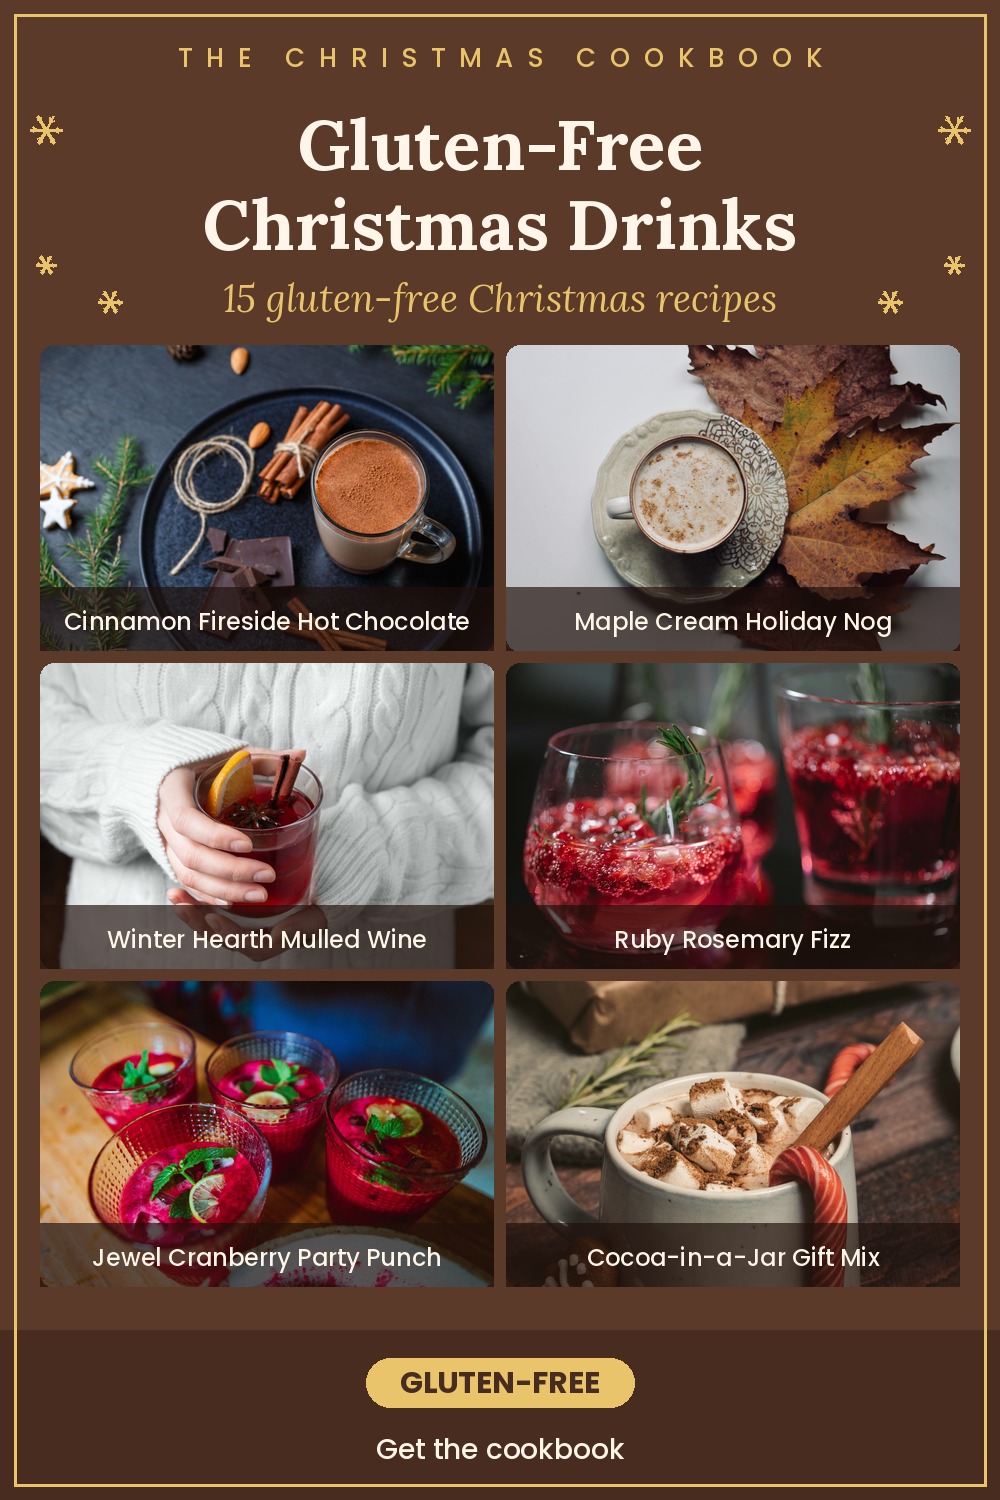 THE CHRISTMAS COOKBOOK
Gluten-Free
Christmas Drinks
15 gluten-free Christmas recipes
Cinnamon Fireside Hot Chocolate
Maple Cream Holiday Nog
Winter Hearth Mulled Wine
Ruby Rosemary Fizz
Jewel Cranberry Party Punch
Cocoa-in-a-Jar Gift Mix
GLUTEN-FREE
Get the cookbook